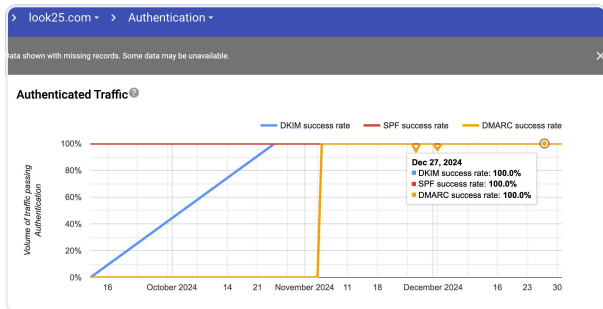 look25.com Authentication
ata shown with missing records. Some data may be unavailable.
Authenticated Traffic
DKIM success rate SPF success rate DMARC success rate
Volume of traffic passing
Authentication
100%
80%
60%
40%
20%
0%
Dec 27, 2024
DKIM success rate: 100.0%
SPF success rate: 100.0%
DMARC success rate: 100.0%
16 October 2024 14 21 November 2024 11 18 December 2024 16 23 30